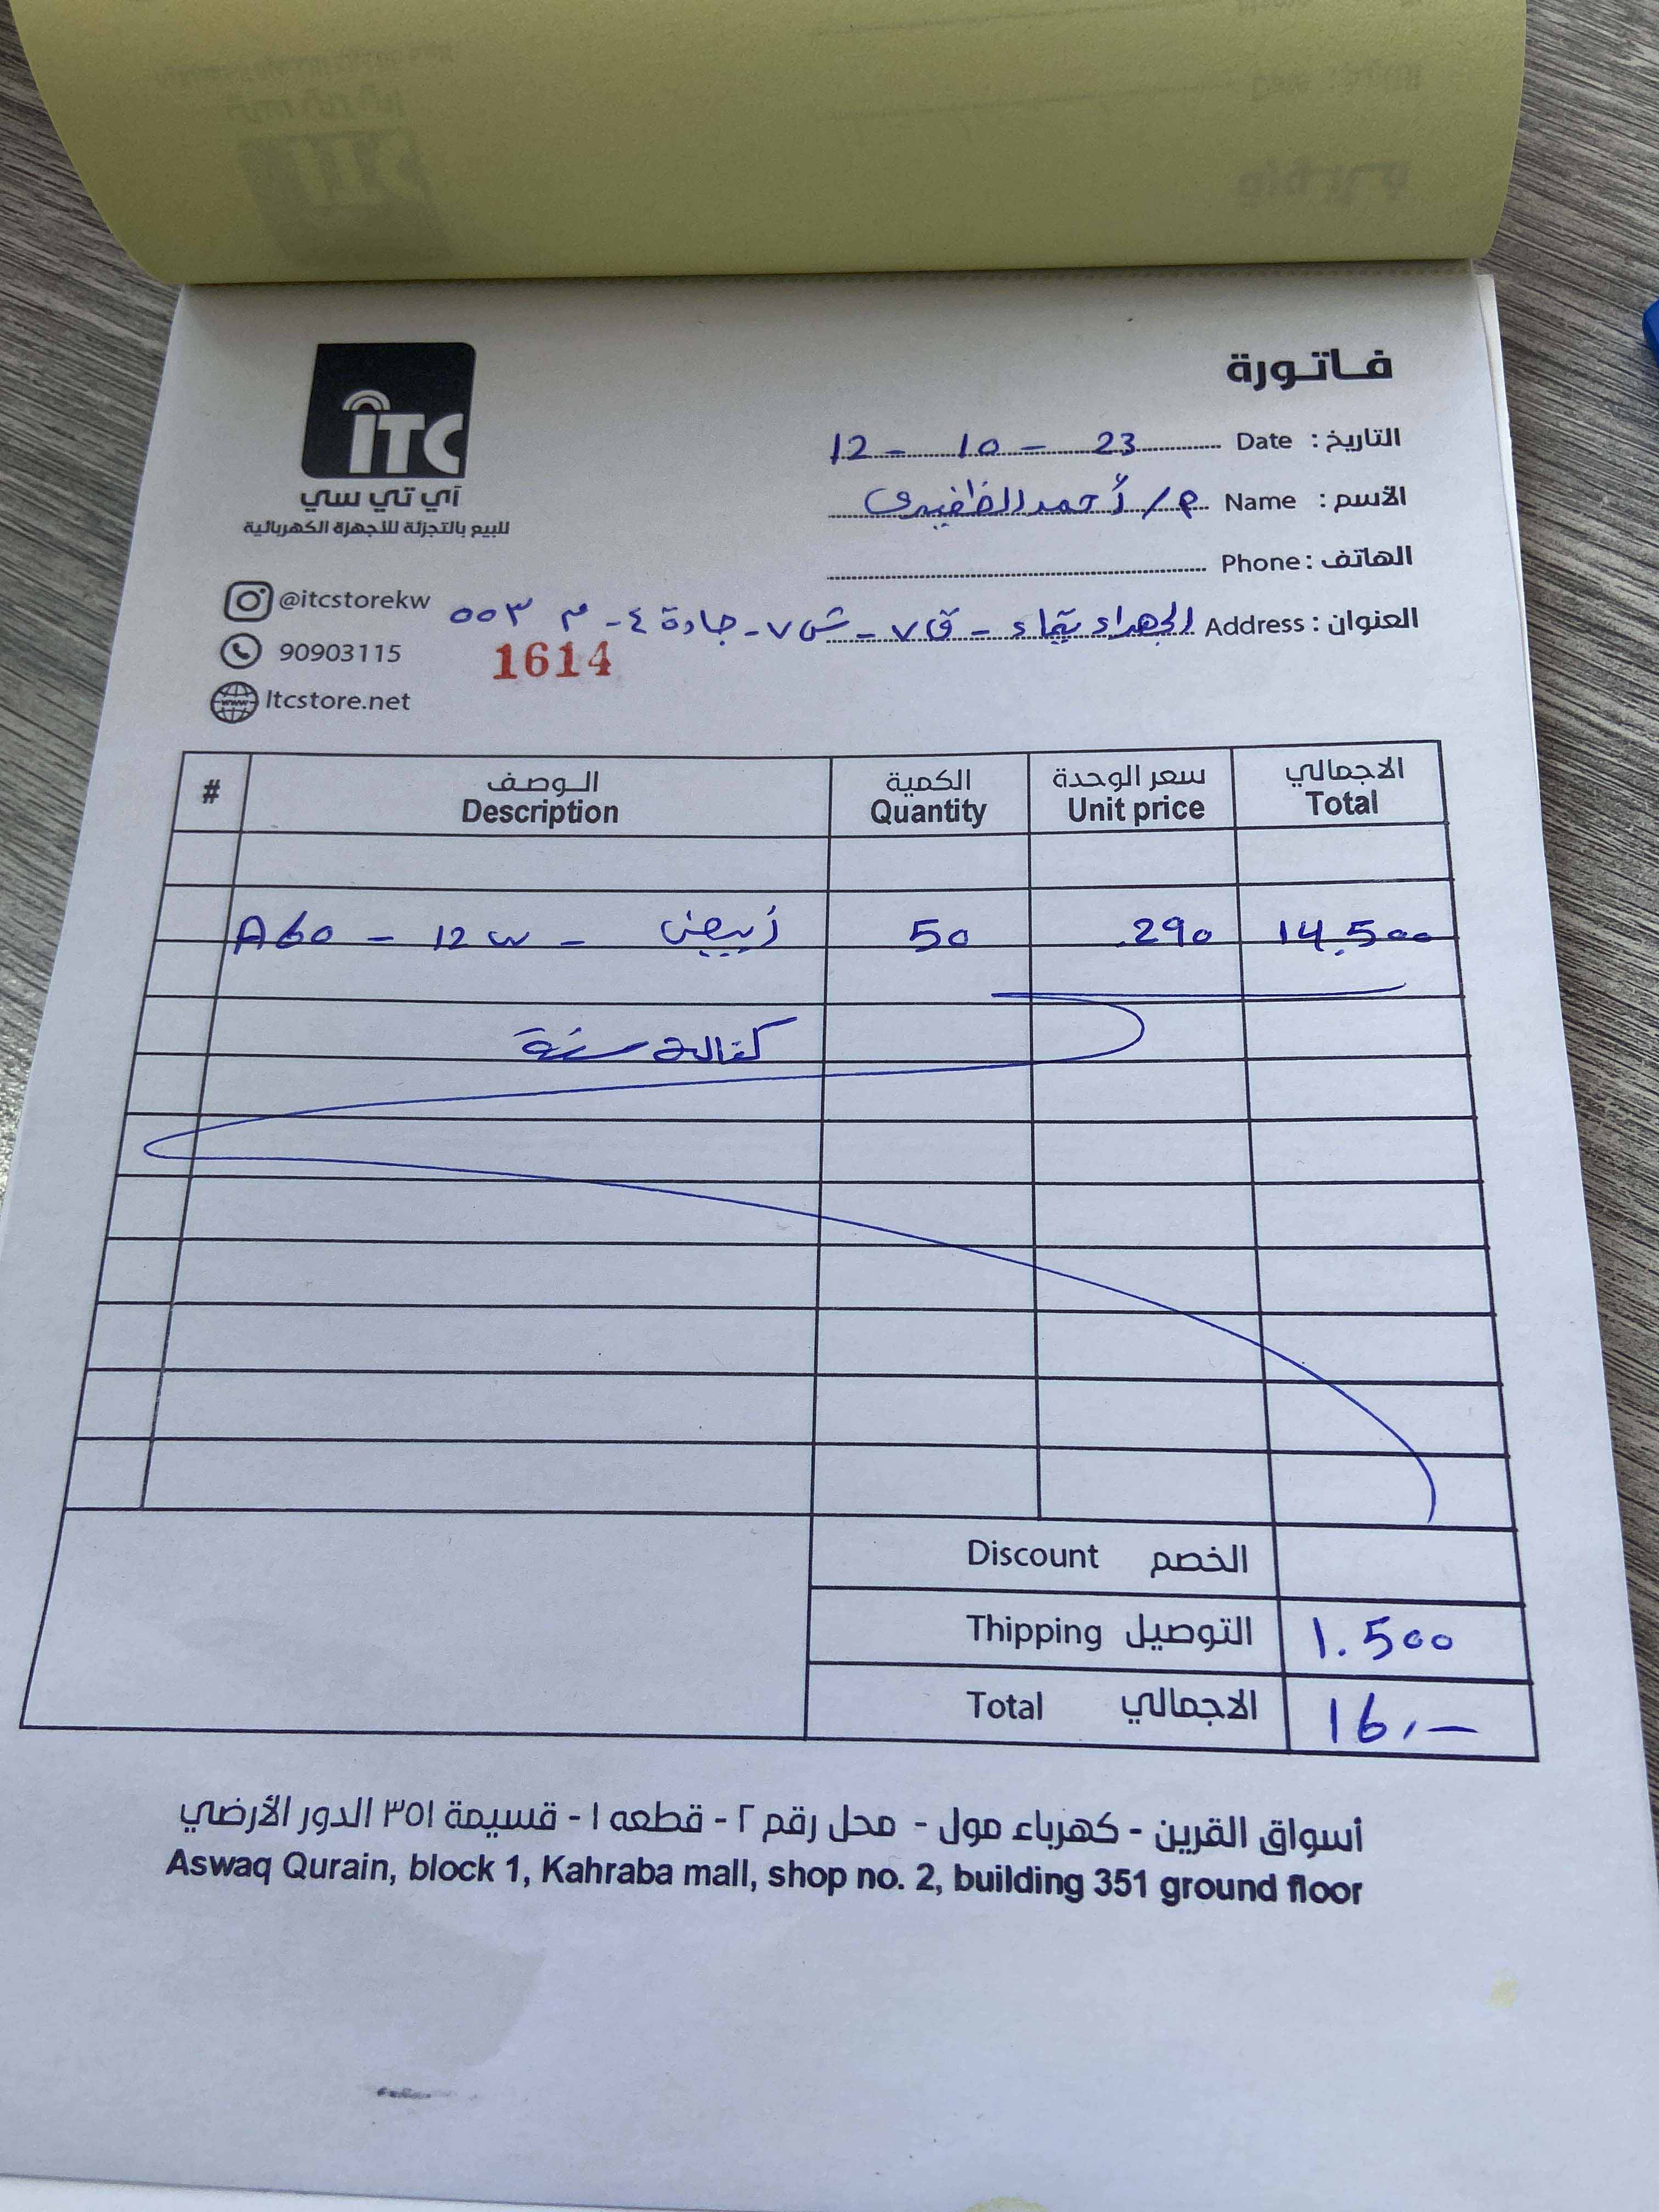 فاتورة
التاريخ : Date 12 - 10 - 23
الأسم : Name م/ أحمد الظفيري
الهاتف : Phone
العنوان : Address الجهراء تيماء - ق ٧ - ش ٧ - جادة ٤ - م ٥٥٣
ITC
آي تي سي
للبيع بالتجزئة للأجهزة الكهربائية
@itcstorekw
90903115
www Itcstore.net
1614
# الوصف الكمية سعر الوحدة الاجمالي
Description Quantity Unit price Total
A60 - 12w - أبيض 50 .290 14.500
كفالة سنة
Discount الخصم
Thipping التوصيل 1.500
Total الاجمالي 16,—
أسواق القرين - كهرباء مول - محل رقم ٢ - قطعه ١ - قسيمة ٣٥١ الدور الأرضي
Aswaq Qurain, block 1, Kahraba mall, shop no. 2, building 351 ground floor